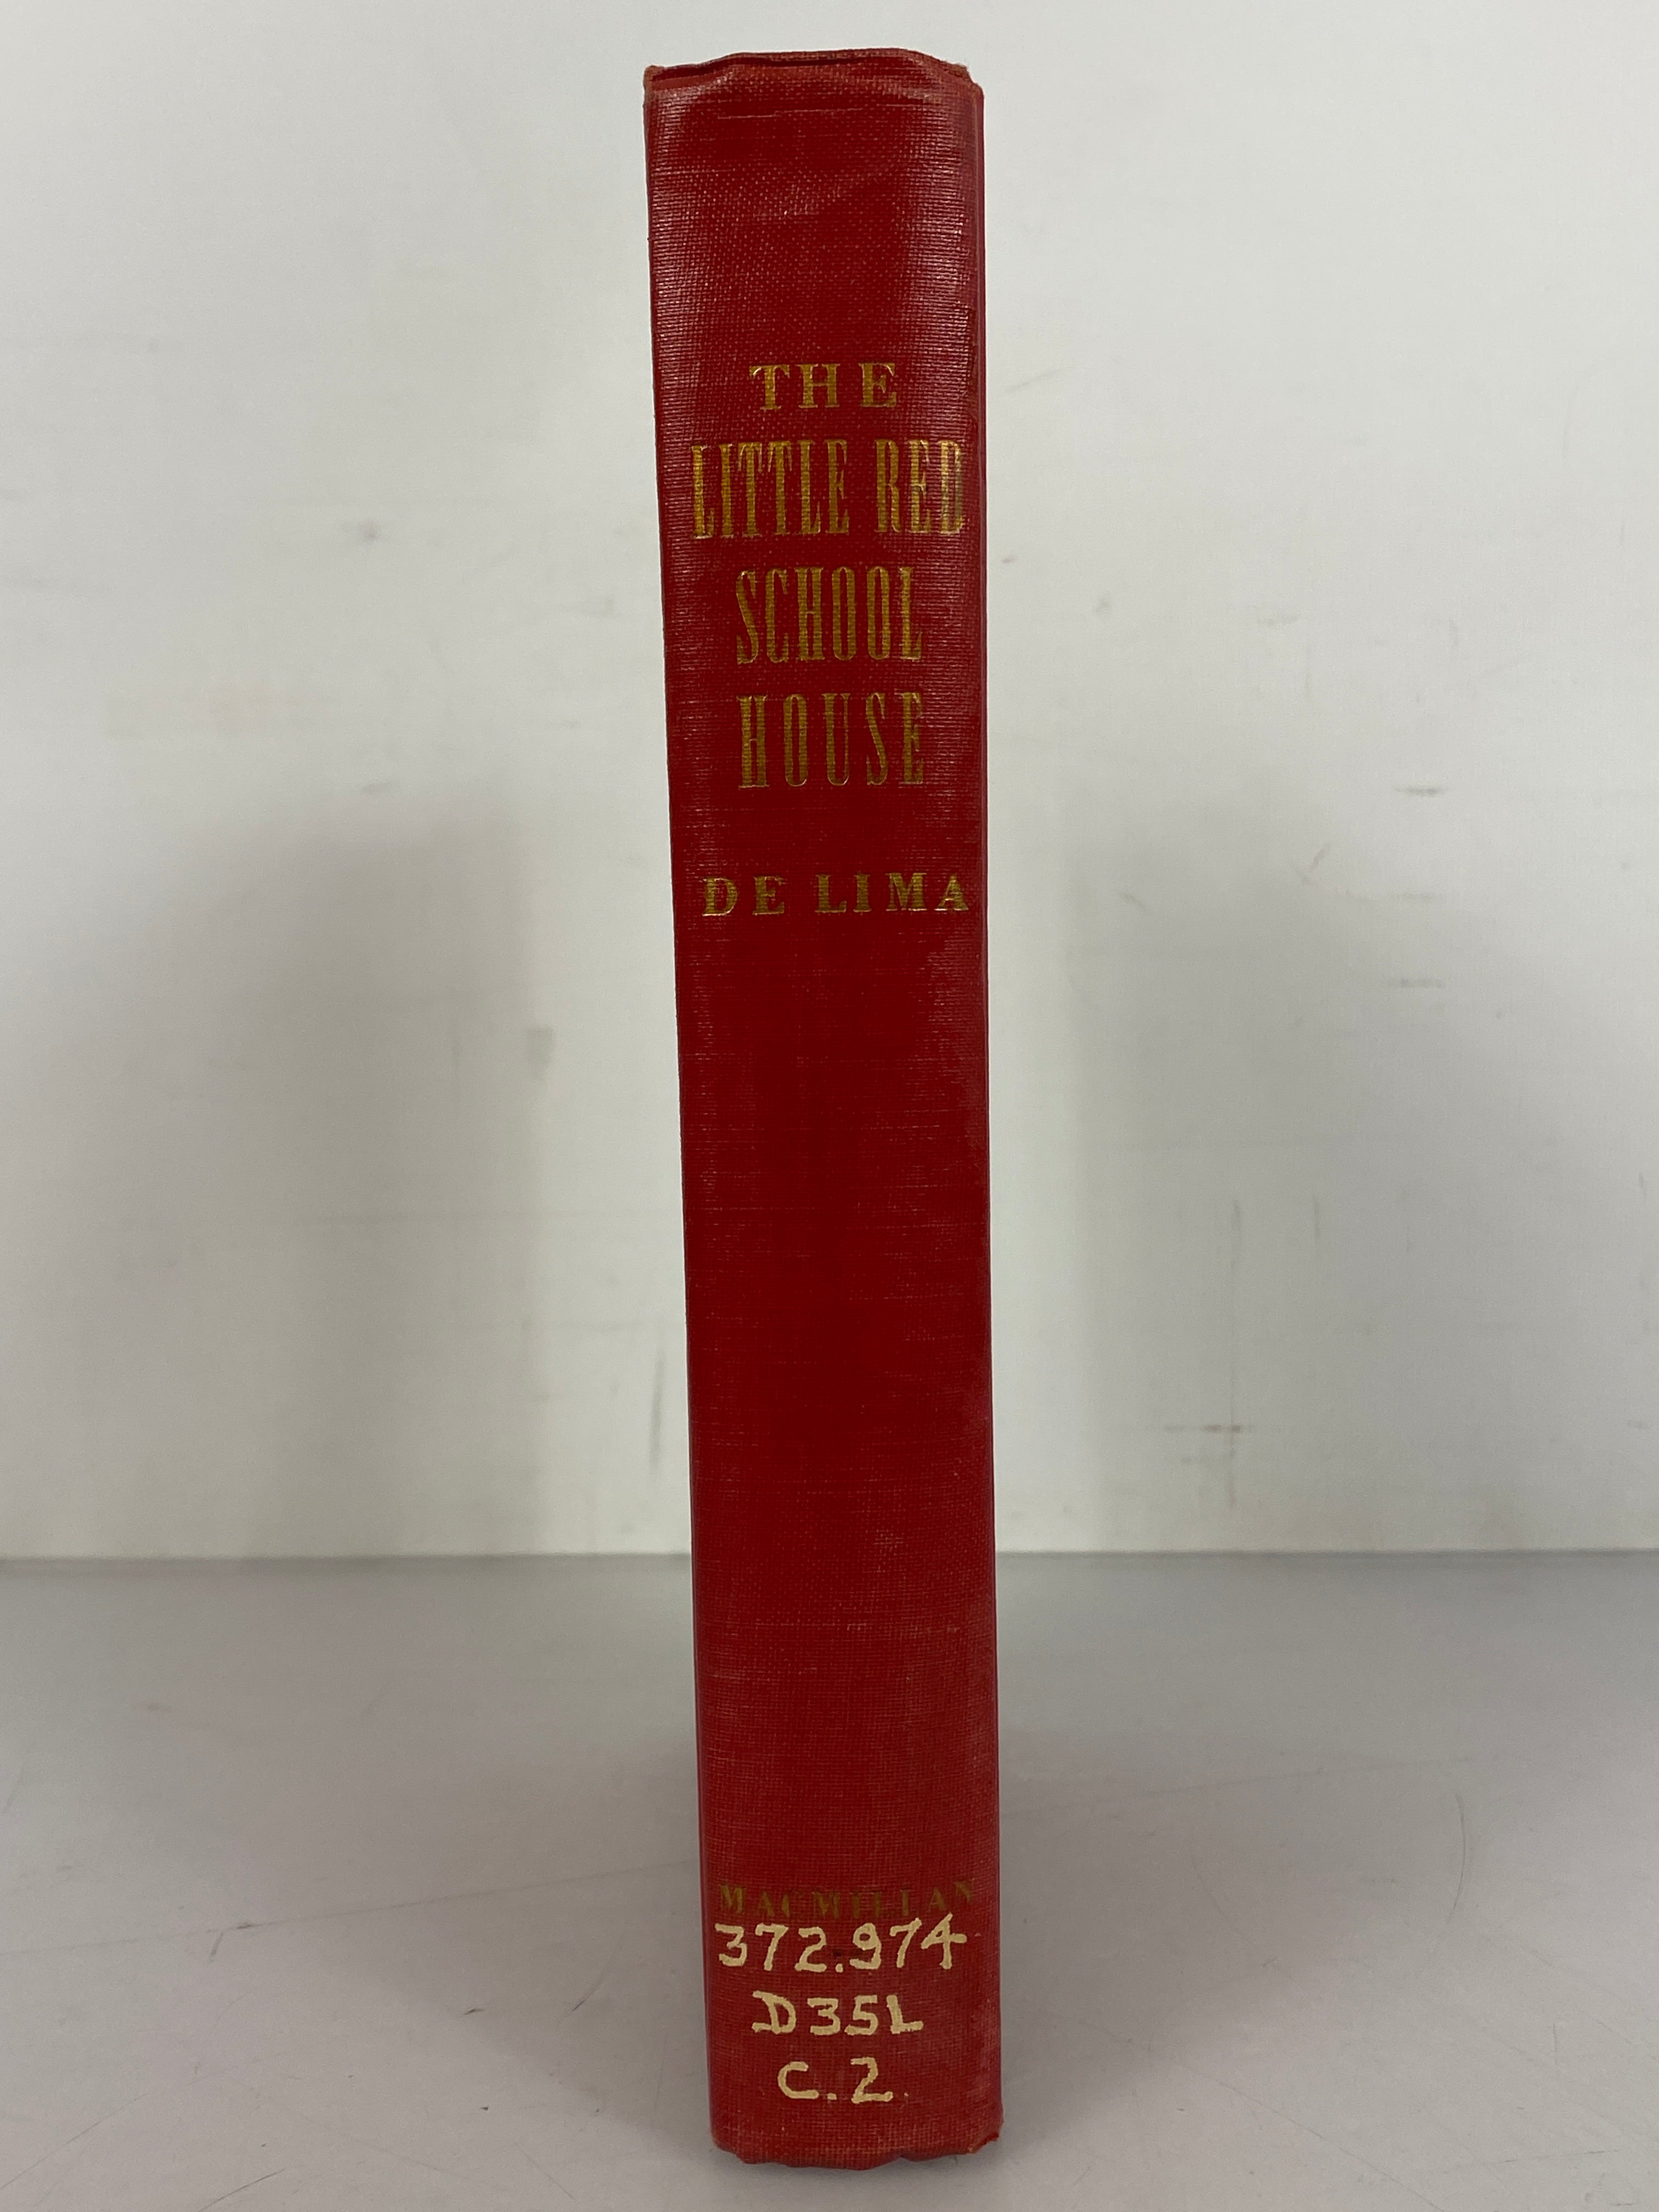 THE
LITTLE RED
SCHOOL
HOUSE
DE LIMA
MACMILLAN
372.974
D35L
C.2